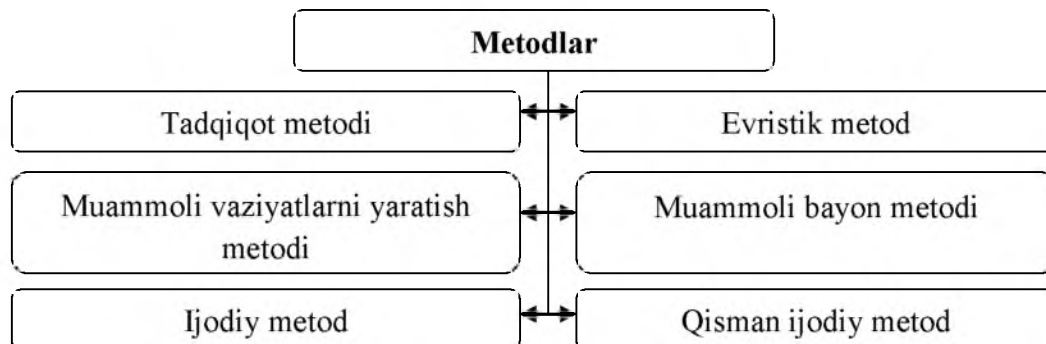 Metodlar
Tadqiqot metodi
Evristik metod
Muammoli vaziyatlarni yaratish
metodi
Muammoli bayon metodi
Ijodiy metod
Qisman ijodiy metod